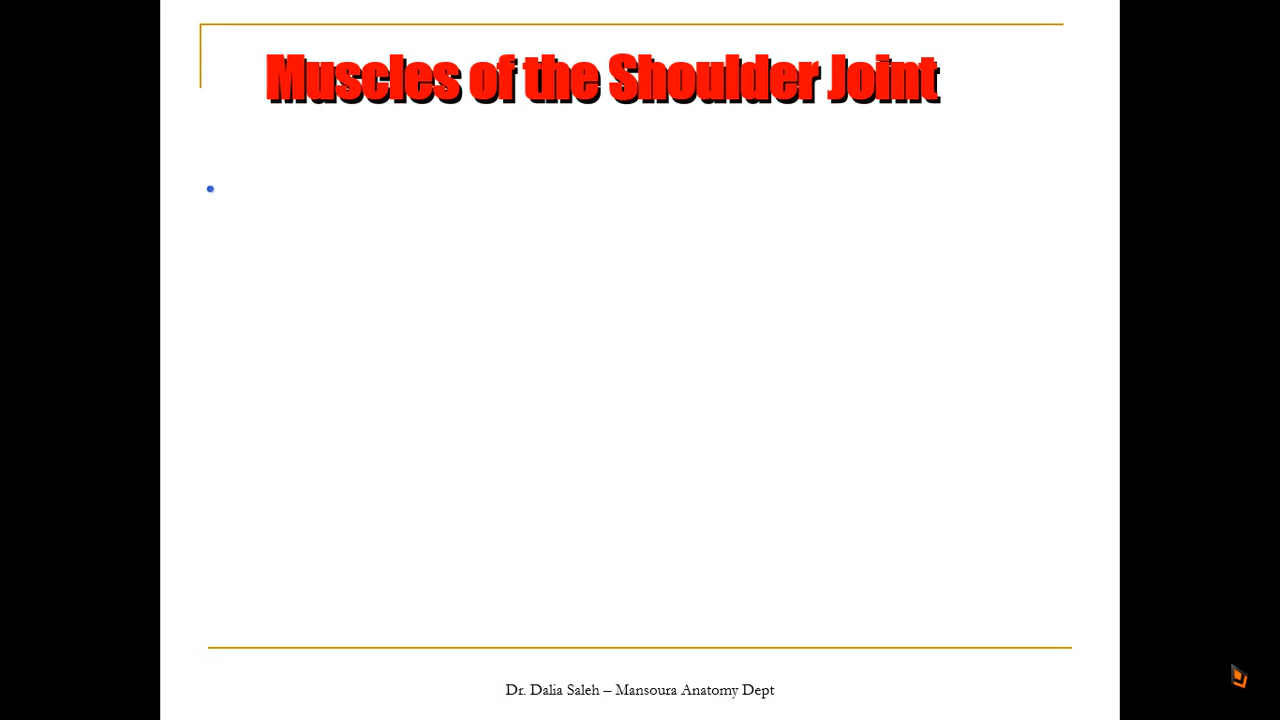 Muscles of the Shoulder Joint
•
Dr. Dalia Saleh – Mansoura Anatomy Dept